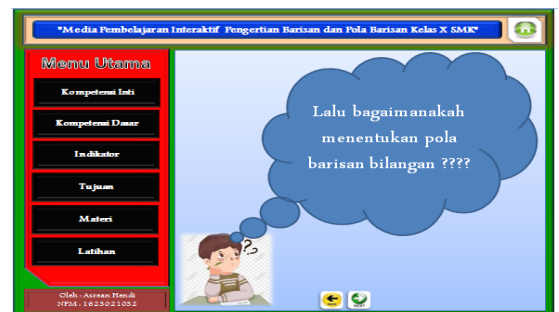 "Media Pembelajaran Interaktif Pengertian Barisan dan Pola Barisan Kelas X SMK"
Menu Utama
Kompetensi Inti
Kompetensi Dasar
Indikator
Tujuan
Materi
Latihan
Lalu bagaimanakah
menentukan pola
barisan bilangan ????
Oleh : Asrean Hendi
NPM . 1623021032